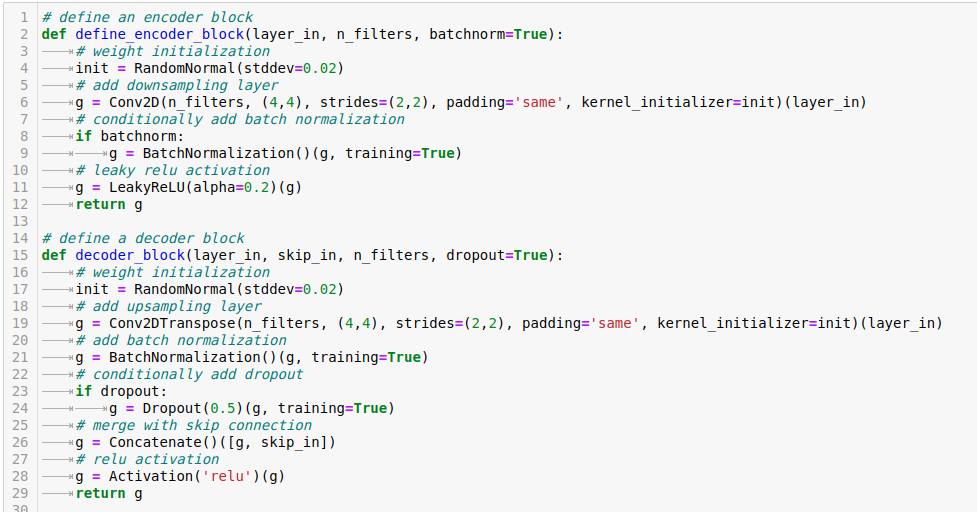 1 # define an encoder block
2 def define_encoder_block(layer_in, n_filters, batchnorm=True):
3 # weight initialization
4 init = RandomNormal(stddev=0.02)
5 # add downsampling layer
6 g = Conv2D(n_filters, (4,4), strides=(2,2), padding='same', kernel_initializer=init)(layer_in)
7 # conditionally add batch normalization
8 if batchnorm:
9 g = BatchNormalization()(g, training=True)
10 # leaky relu activation
11 g = LeakyReLU(alpha=0.2)(g)
12 return g
13
14 # define a decoder block
15 def decoder_block(layer_in, skip_in, n_filters, dropout=True):
16 # weight initialization
17 init = RandomNormal(stddev=0.02)
18 # add upsampling layer
19 g = Conv2DTranspose(n_filters, (4,4), strides=(2,2), padding='same', kernel_initializer=init)(layer_in)
20 # add batch normalization
21 g = BatchNormalization()(g, training=True)
22 # conditionally add dropout
23 if dropout:
24 g = Dropout(0.5)(g, training=True)
25 # merge with skip connection
26 g = Concatenate()([g, skip_in])
27 # relu activation
28 g = Activation('relu')(g)
29 return g
30